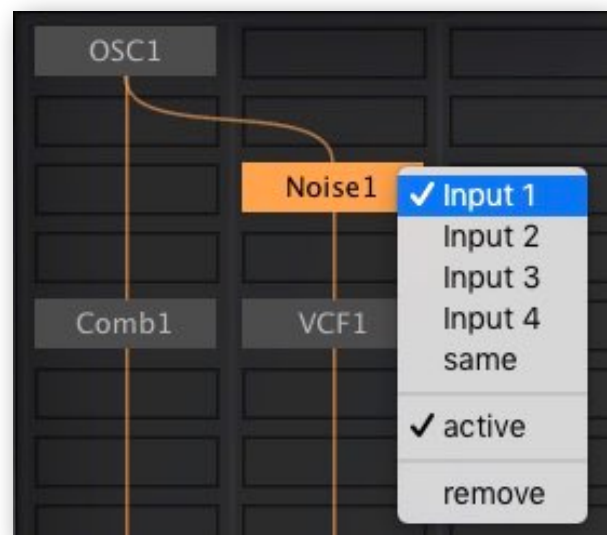 OSC1
Noise1
Comb1
VCF1
✓ Input 1
Input 2
Input 3
Input 4
same
✓ active
remove